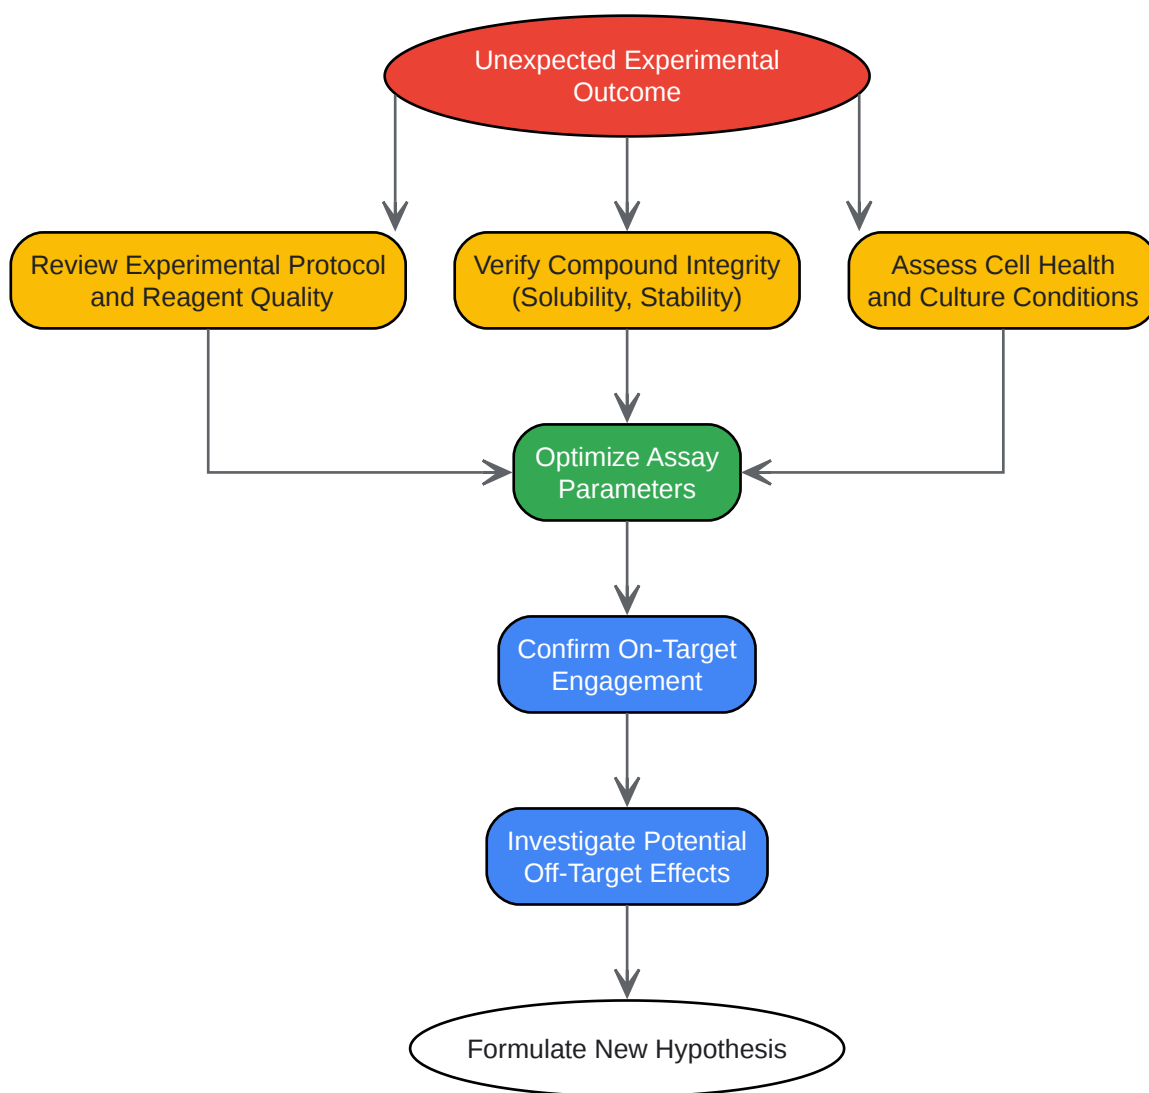 Unexpected Experimental
Outcome
Review Experimental Protocol
and Reagent Quality
Verify Compound Integrity
(Solubility, Stability)
Assess Cell Health
and Culture Conditions
Optimize Assay
Parameters
Confirm On-Target
Engagement
Investigate Potential
Off-Target Effects
Formulate New Hypothesis